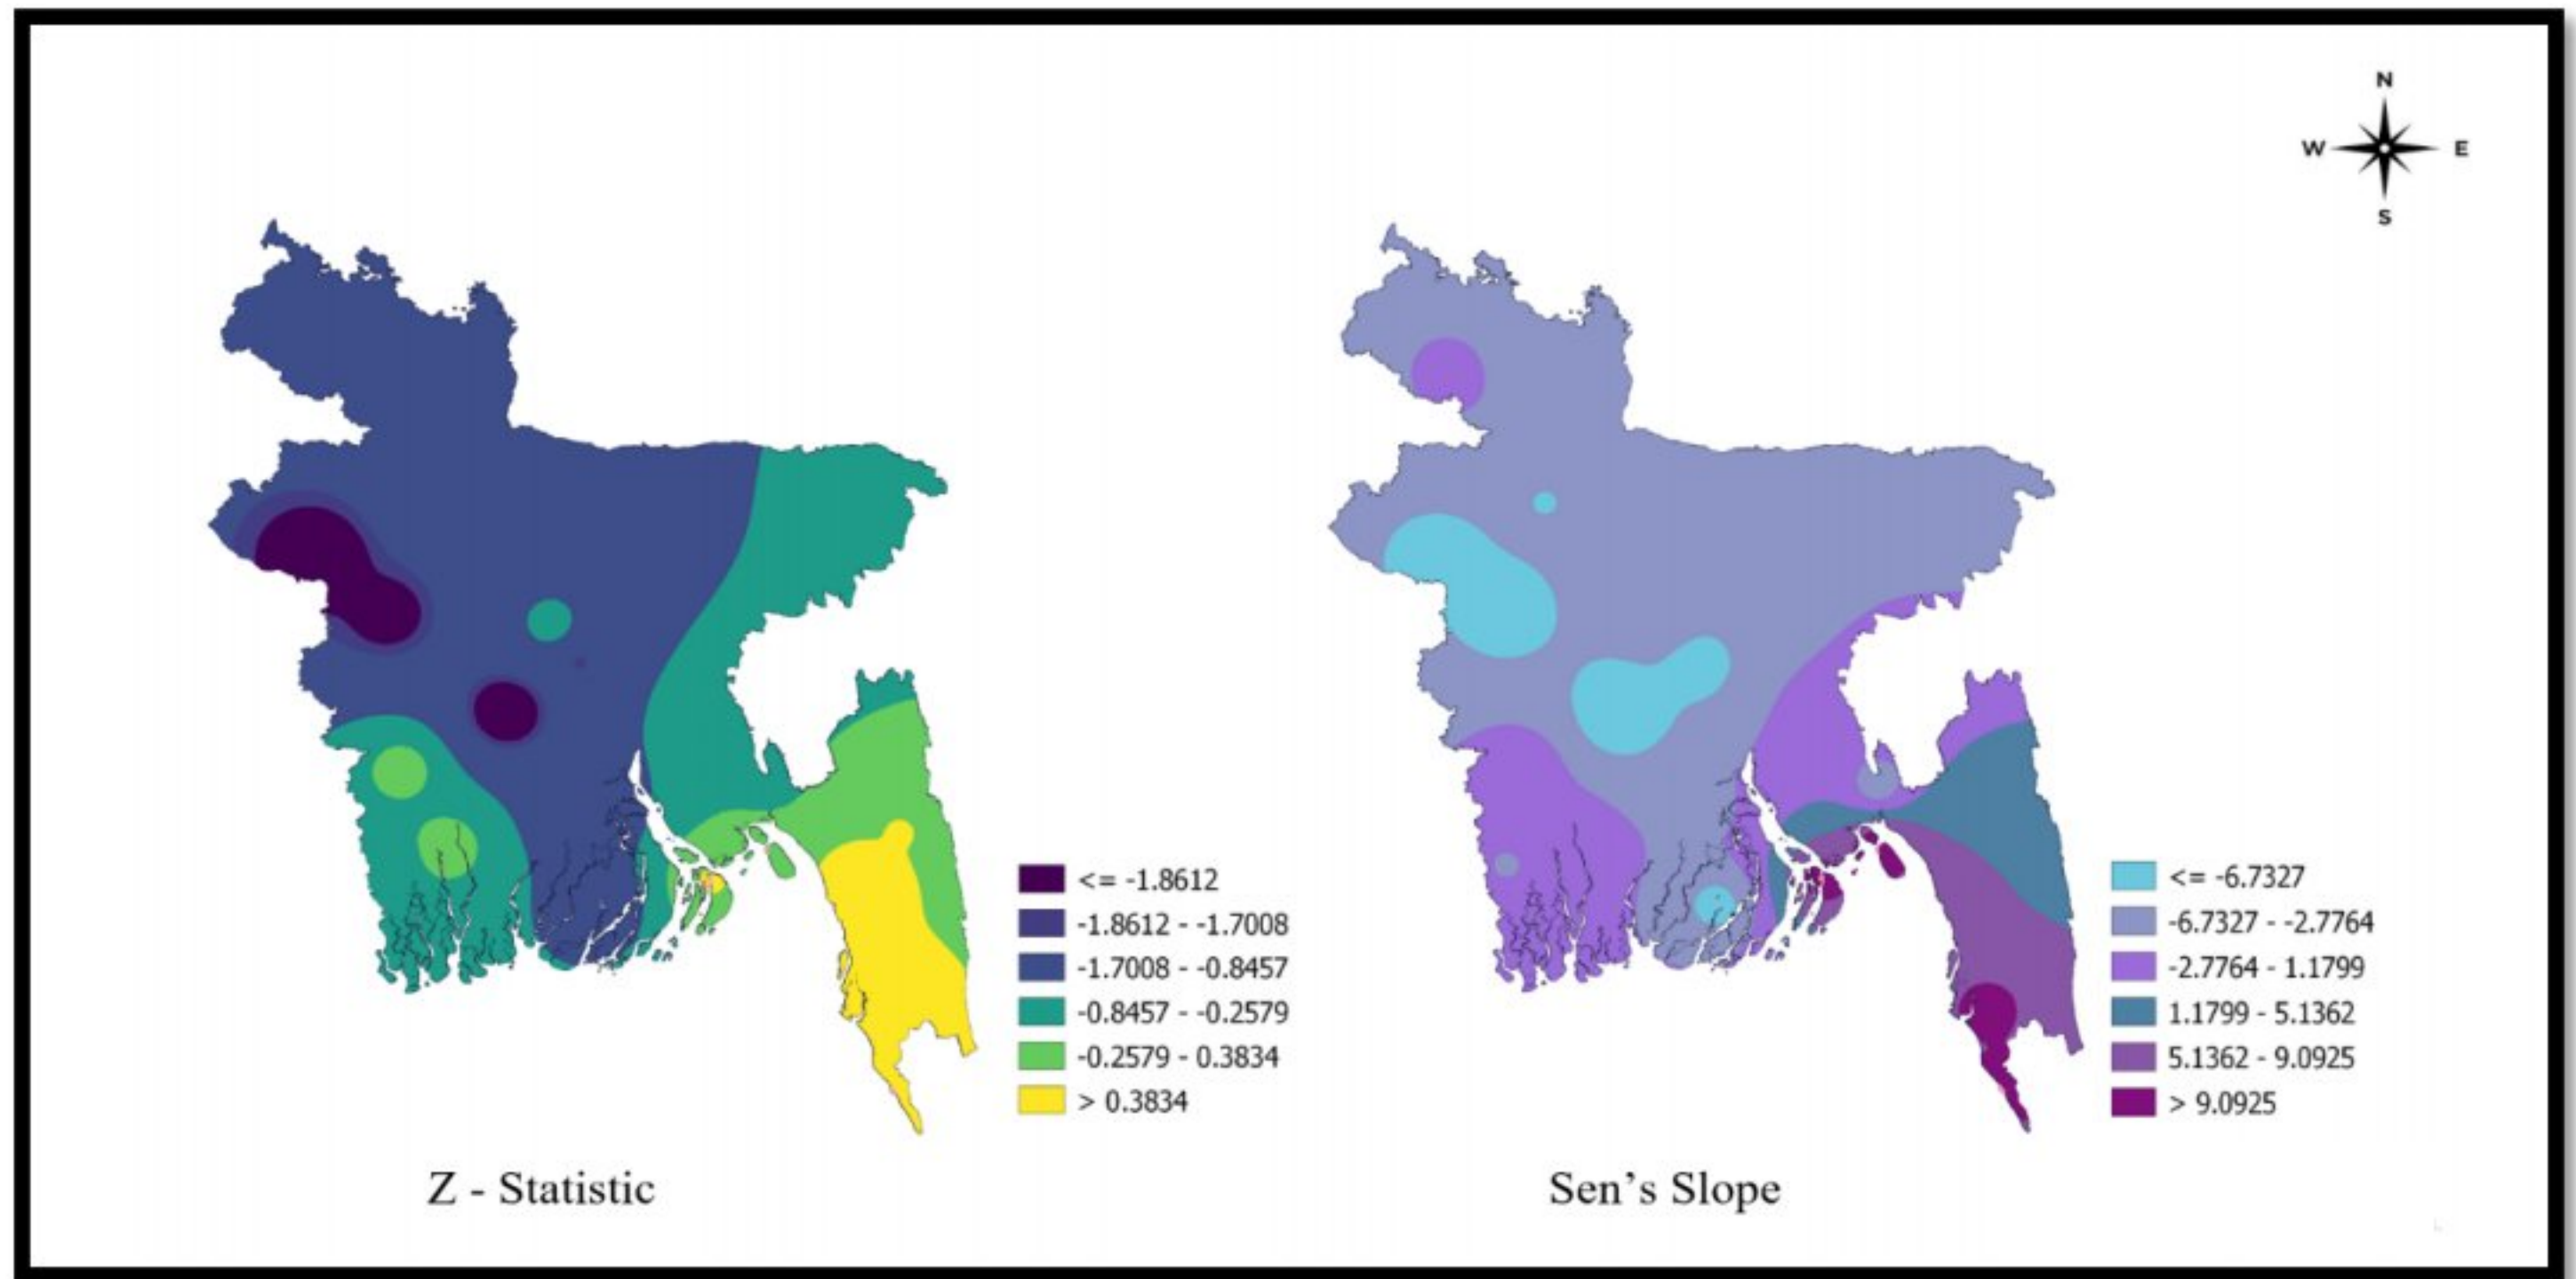 N
W E
S
<= -1.8612
-1.8612 - -1.7008
-1.7008 - -0.8457
-0.8457 - -0.2579
-0.2579 - 0.3834
> 0.3834
<= -6.7327
-6.7327 - -2.7764
-2.7764 - 1.1799
1.1799 - 5.1362
5.1362 - 9.0925
> 9.0925
Z - Statistic
Sen’s Slope